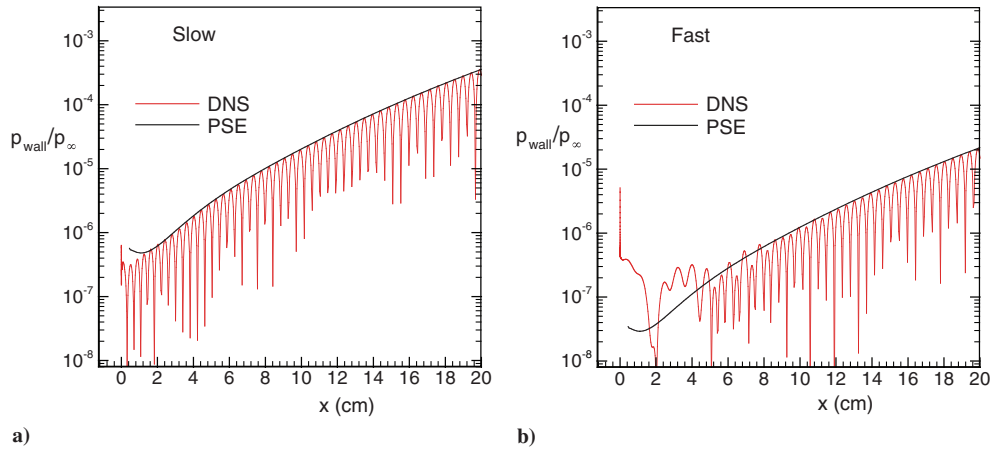 Slow
10^-3
10^-4
10^-5
10^-6
10^-7
10^-8
DNS
PSE
p_wall/p_∞
0 2 4 6 8 10 12 14 16 18 20
x (cm)
a)
Fast
10^-3
10^-4
10^-5
10^-6
10^-7
10^-8
DNS
PSE
p_wall/p_∞
0 2 4 6 8 10 12 14 16 18 20
x (cm)
b)